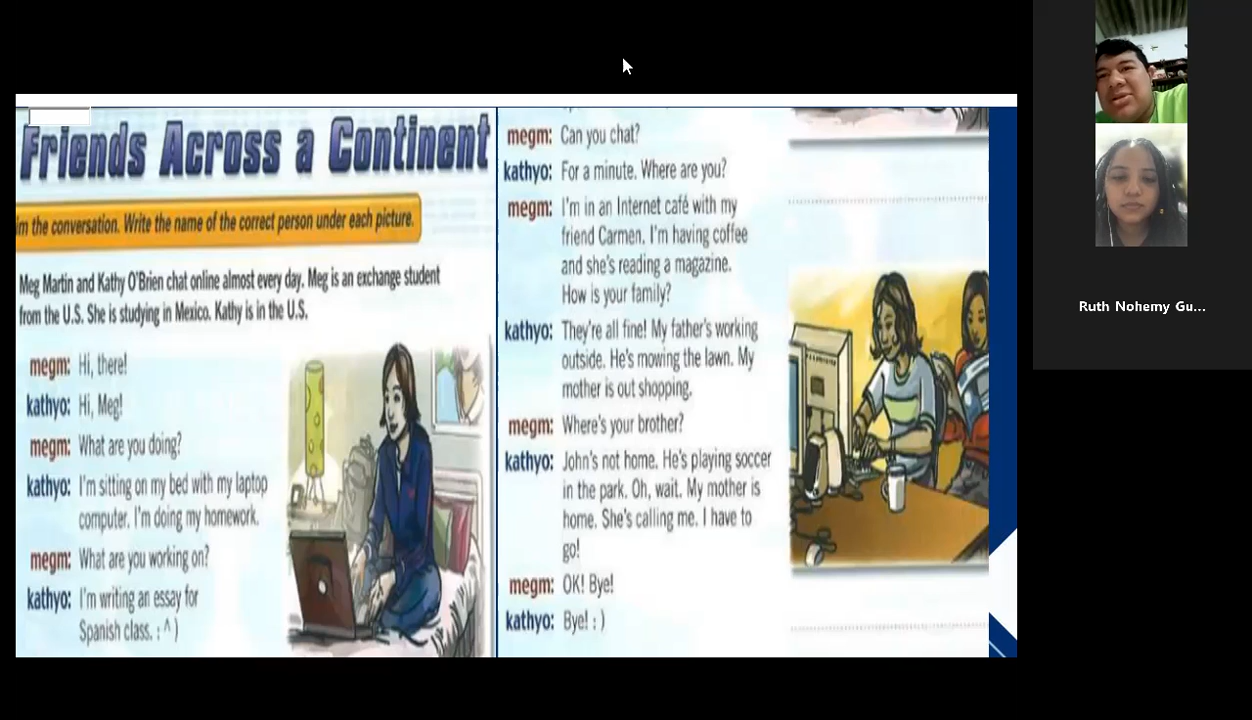 Friends Across a Continent
im the conversation. Write the name of the correct person under each picture.
Meg Martin and Kathy O'Brien chat online almost every day. Meg is an exchange student
from the U.S. She is studying in Mexico. Kathy is in the U.S.
megm: Hi, there!
kathyo: Hi, Meg!
megm: What are you doing?
kathyo: I'm sitting on my bed with my laptop
computer. I'm doing my homework.
megm: What are you working on?
kathyo: I'm writing an essay for
Spanish class. : ^ )
megm: Can you chat?
kathyo: For a minute. Where are you?
megm: I'm in an Internet café with my
friend Carmen. I'm having coffee
and she's reading a magazine.
How is your family?
kathyo: They're all fine! My father's working
outside. He's mowing the lawn. My
mother is out shopping.
megm: Where's your brother?
kathyo: John's not home. He's playing soccer
in the park. Oh, wait. My mother is
home. She's calling me. I have to
go!
megm: OK! Bye!
kathyo: Bye! : )
Ruth Nohemy Gu...